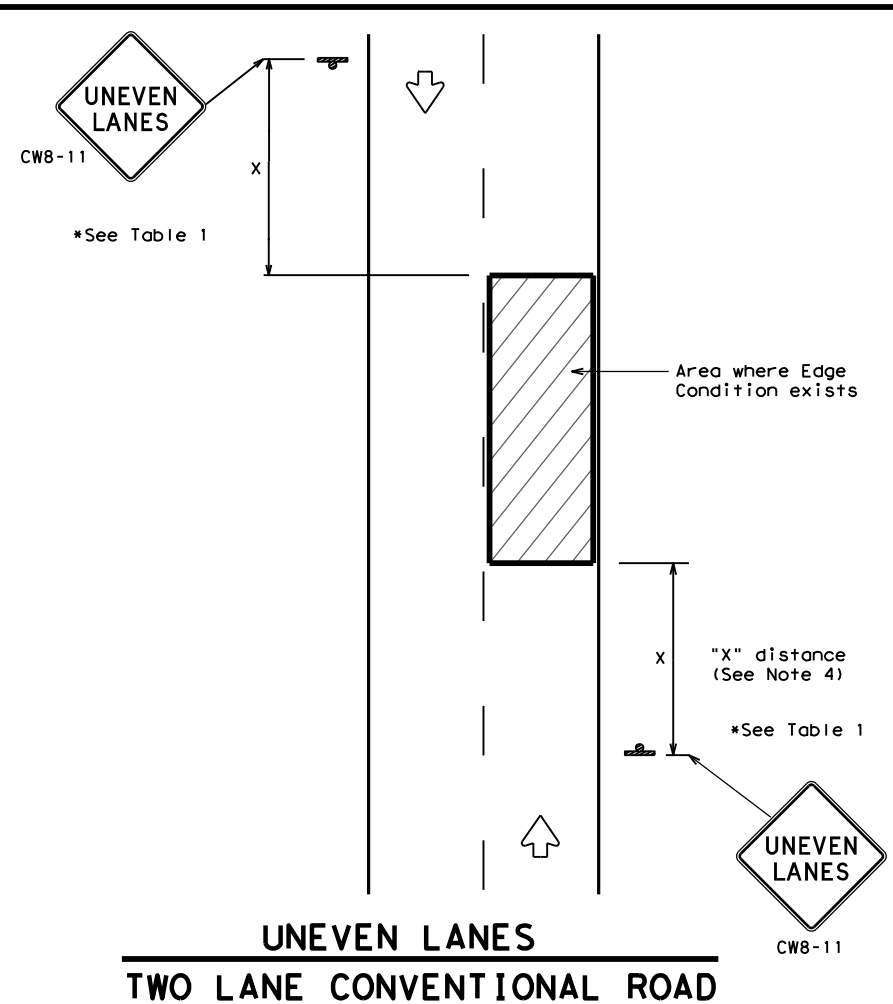 UNEVEN
LANES
CW8-11
X
*See Table 1
Area where Edge
Condition exists
X
"X" distance
(See Note 4)
*See Table 1
UNEVEN
LANES
CW8-11
UNEVEN LANES
TWO LANE CONVENTIONAL ROAD